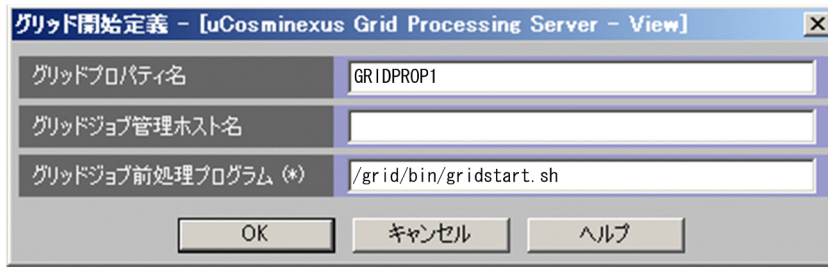 グリッド開始定義 - [uCosminexus Grid Processing Server - View]
グリッドプロパティ名 GRIDPROP1
グリッドジョブ管理ホスト名
グリッドジョブ前処理プログラム (*) /grid/bin/gridstart.sh
OK キャンセル ヘルプ